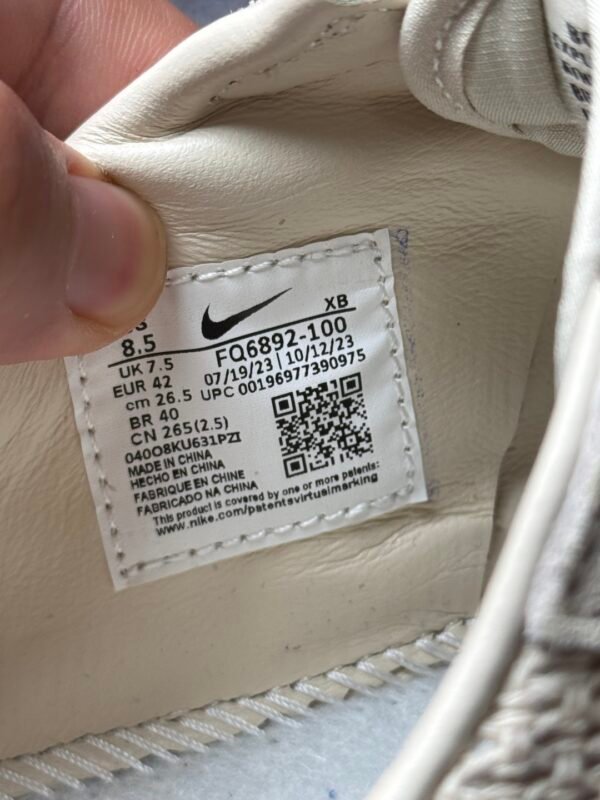 XB
8.5
FQ6892-100
UK 7.5
07/19/23 | 10/12/23
EUR 42
UPC 00196977390975
cm 26.5
BR 40
CN 265(2.5)
040O8KU631PZI
MADE IN CHINA
HECHO EN CHINA
FABRIQUE EN CHINE
FABRICADO NA CHINA
This product is covered by one or more patents:
www.nike.com/patentsvirtualmarking